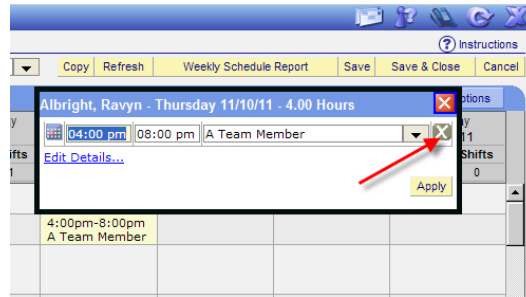 ? Instructions
Copy Refresh Weekly Schedule Report Save Save & Close Cancel
Albright, Ravyn - Thursday 11/10/11 - 4.00 Hours X ptions
y y
04:00 pm 08:00 pm A Team Member X 11
ifts Edit Details... Shifts
1 0
Apply
4:00pm-8:00pm
A Team Member